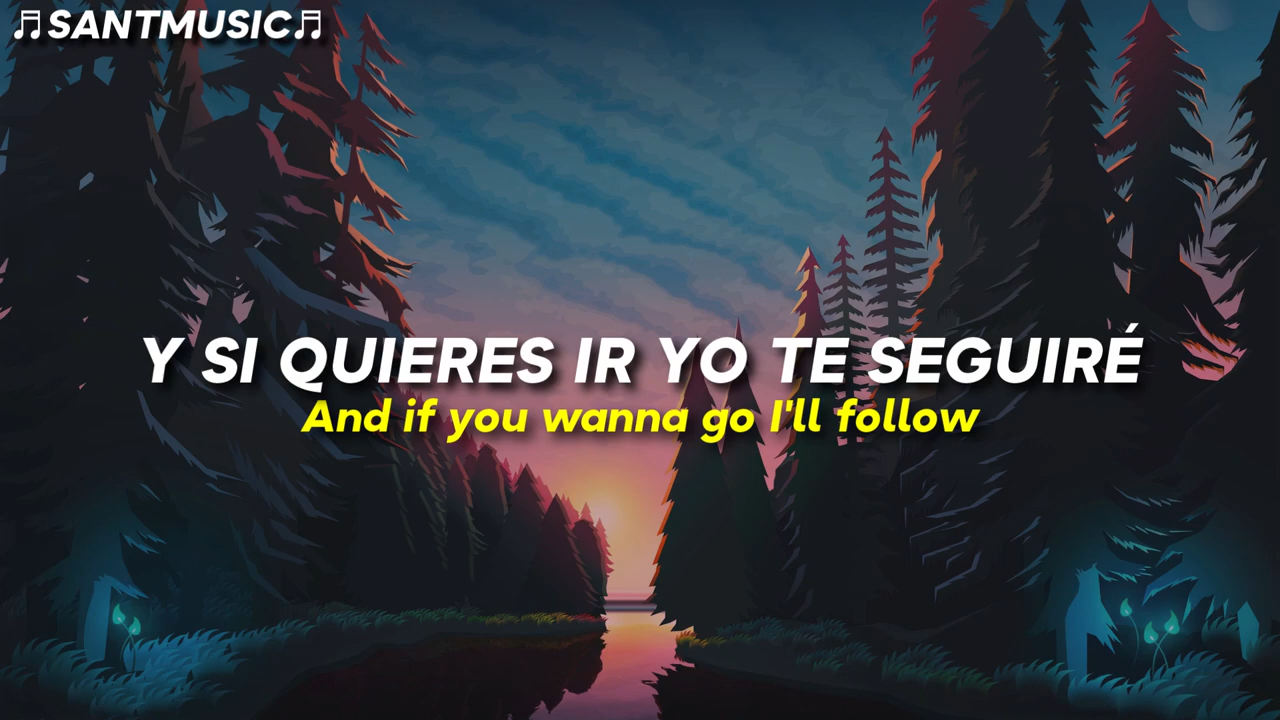 🎵SANTMUSIC🎵
Y SI QUIERES IR YO TE SEGUIRÉ
And if you wanna go I'll follow